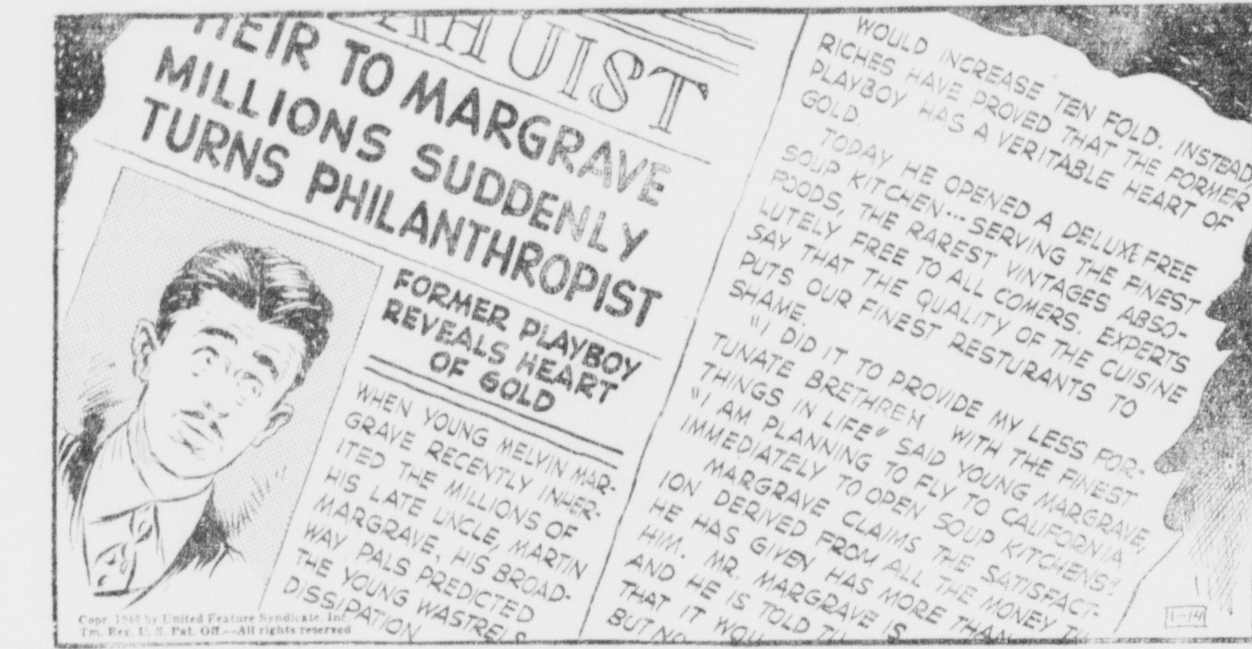 AHUIST
HEIR TO MARGRAVE
MILLIONS SUDDENLY
TURNS PHILANTHROPIST
FORMER PLAYBOY
REVEALS HEART
OF GOLD
WHEN YOUNG MELVIN MAR-
GRAVE RECENTLY INHER-
ITED THE MILLIONS OF
HIS LATE UNCLE, MARTIN
MARGRAVE, HIS BROAD-
WAY PALS PREDICTED
THE YOUNG WASTREL'S
DISSIPATION
WOULD INCREASE TEN FOLD. INSTEAD
RICHES HAVE PROVED THAT THE FORMER
PLAYBOY HAS A VERITABLE HEART OF
GOLD.
TODAY HE OPENED A DELUXE FREE
SOUP KITCHEN--- SERVING THE FINEST
FOODS, THE RAREST VINTAGES ABSO-
LUTELY FREE TO ALL COMERS. EXPERTS
SAY THAT THE QUALITY OF THE CUISINE
PUTS OUR FINEST RESTURANTS TO
SHAME.
"I DID IT TO PROVIDE MY LESS FOR-
TUNATE BRETHREN WITH THE FINEST
THINGS IN LIFE" SAID YOUNG MARGRAVE,
"I AM PLANNING TO FLY TO CALIFORNIA
IMMEDIATELY TO OPEN SOUP KITCHENS"
MARGRAVE CLAIMS THE SATISFACT-
ION DERIVED FROM ALL THE MONEY
HE HAS GIVEN HAS MORE THAN
HIM. MR. MARGRAVE IS
AND HE IS TOLD
THAT IT WOU
BUT NO
Copr. 1940 by United Feature Syndicate, Inc.
Tm. Reg. U. S. Pat. Off.—All rights reserved
1-14